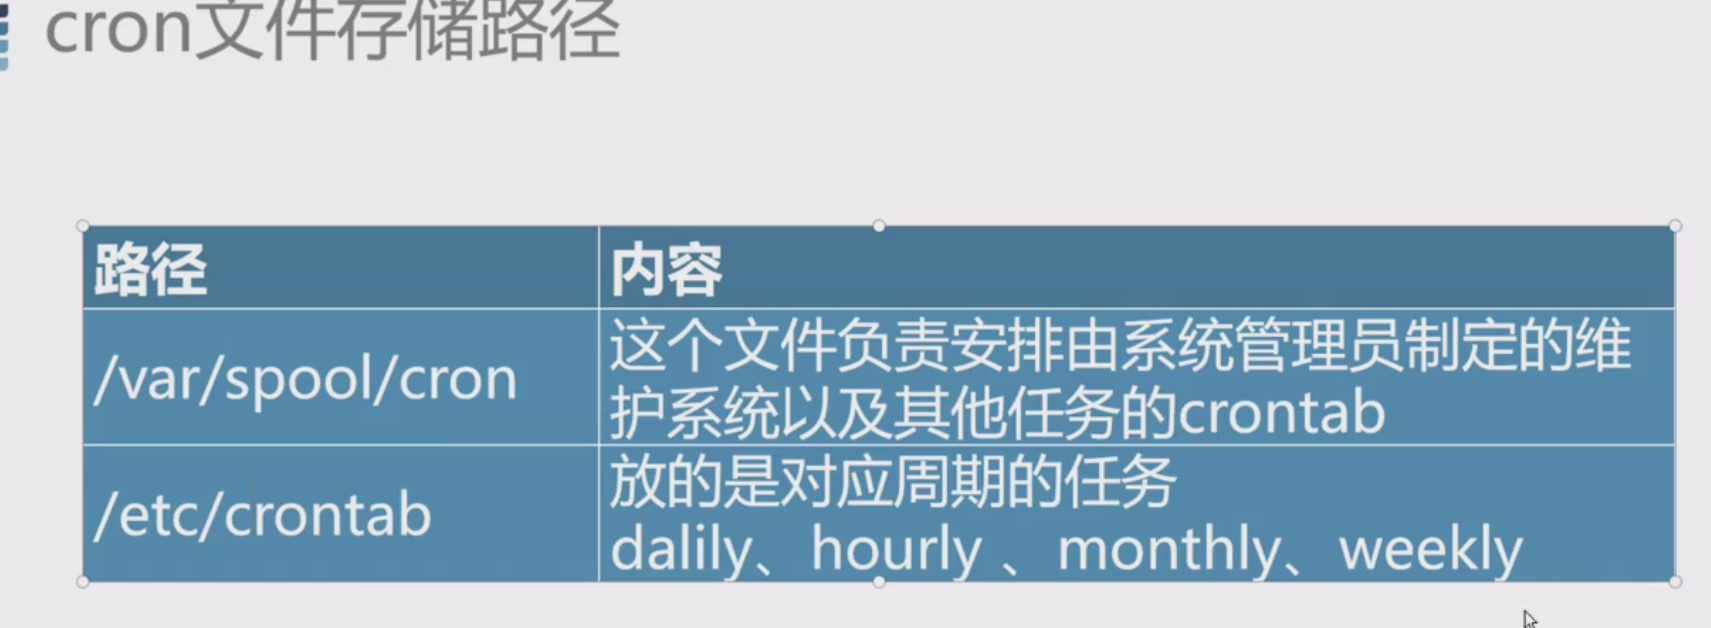 cron文件存储路径
路径 内容
/var/spool/cron 这个文件负责安排由系统管理员制定的维
护系统以及其他任务的crontab
/etc/crontab 放的是对应周期的任务
dalily、hourly 、monthly、weekly